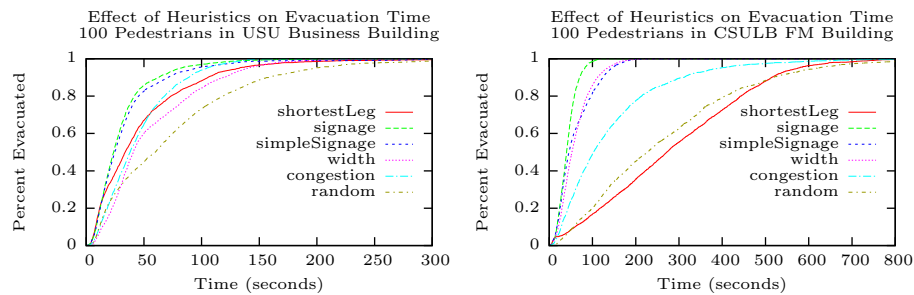 Effect of Heuristics on Evacuation Time
100 Pedestrians in USU Business Building
Percent Evacuated
1
0.8
0.6
0.4
0.2
0
shortestLeg
signage
simpleSignage
width
congestion
random
0 50 100 150 200 250 300
Time (seconds)
Effect of Heuristics on Evacuation Time
100 Pedestrians in CSULB FM Building
Percent Evacuated
1
0.8
0.6
0.4
0.2
0
shortestLeg
signage
simpleSignage
width
congestion
random
0 100 200 300 400 500 600 700 800
Time (seconds)